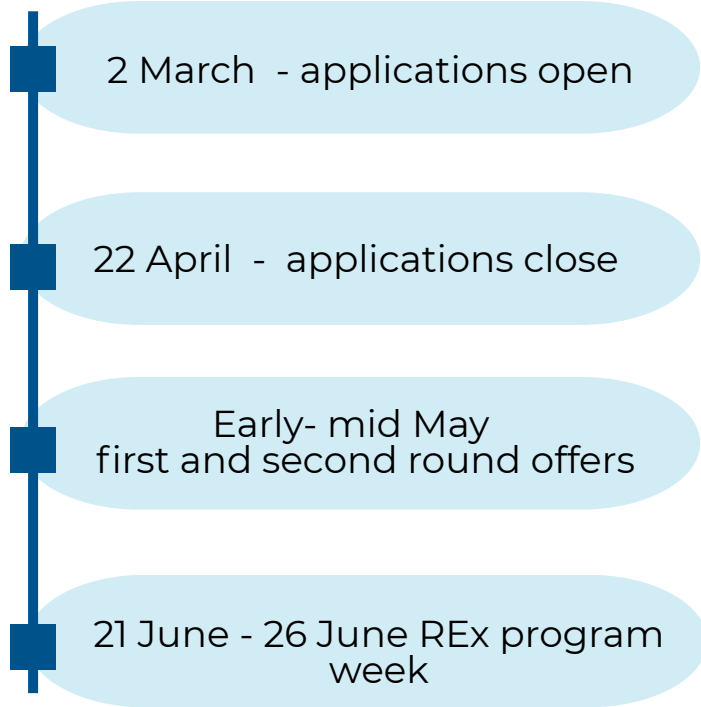 2 March - applications open
22 April - applications close
Early- mid May
first and second round offers
21 June - 26 June REx program
week